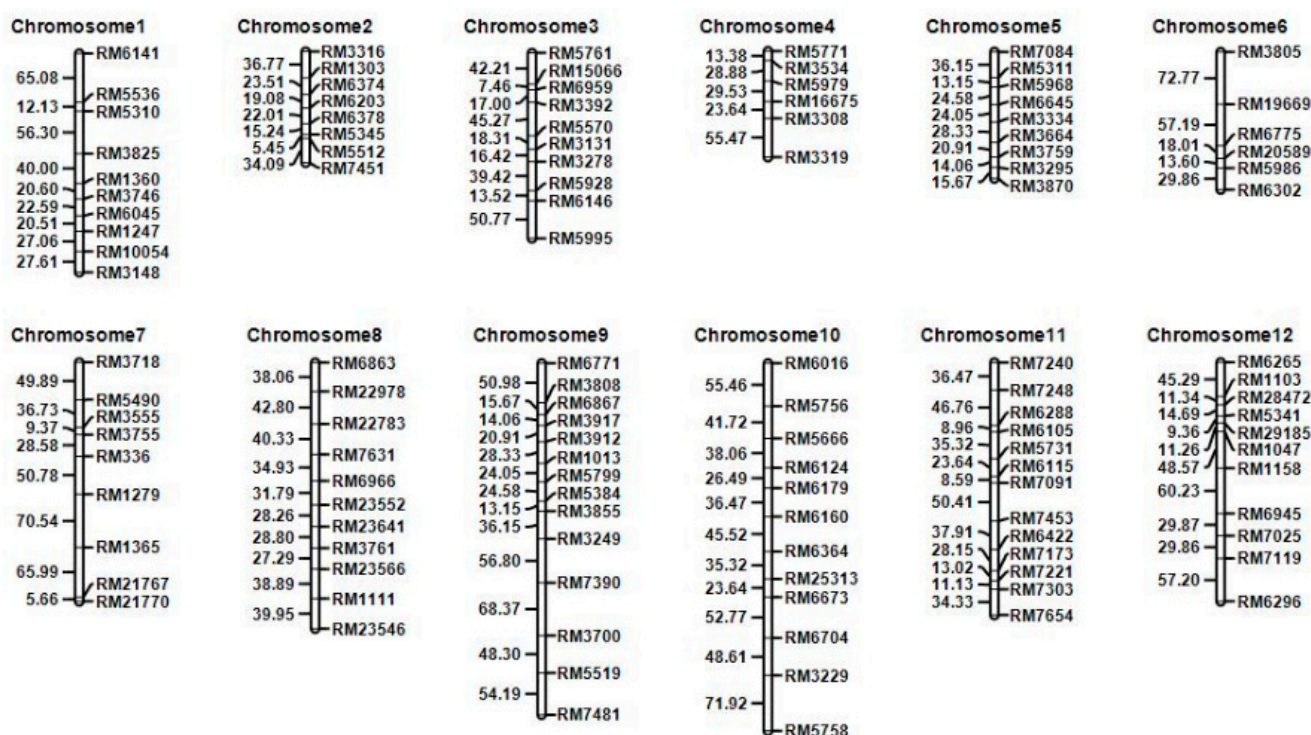 Chromosome1
RM6141
65.08
RM5536
12.13
RM5310
56.30
RM3825
40.00
RM1360
20.60
RM3746
22.59
RM6045
20.51
RM1247
27.06
RM10054
27.61
RM3148
Chromosome2
RM3316
36.77
RM1303
23.51
RM6374
19.08
RM6203
22.01
RM6378
15.24
RM5345
5.45
RM5512
34.09
RM7451
Chromosome3
RM5761
42.21
RM15066
7.46
RM6959
17.00
RM3392
45.27
RM5570
18.31
RM3131
16.42
RM3278
39.42
RM5928
13.52
RM6146
50.77
RM5995
Chromosome4
RM5771
13.38
RM3534
28.88
RM5979
29.53
RM16675
23.64
RM3308
55.47
RM3319
Chromosome5
RM7084
36.15
RM5311
13.15
RM5968
24.58
RM6645
24.05
RM3334
28.33
RM3664
20.91
RM3759
14.06
RM3295
15.67
RM3870
Chromosome6
RM3805
72.77
RM19669
57.19
RM6775
18.01
RM20589
13.60
RM5986
29.86
RM6302
Chromosome7
RM3718
49.89
RM5490
36.73
RM3555
9.37
RM3755
28.58
RM336
50.78
RM1279
70.54
RM1365
65.99
RM21767
5.66
RM21770
Chromosome8
RM6863
38.06
RM22978
42.80
RM22783
40.33
RM7631
34.93
RM6966
31.79
RM23552
28.26
RM23641
28.80
RM3761
27.29
RM23566
38.89
RM1111
39.95
RM23546
Chromosome9
RM6771
50.98
RM3808
15.67
RM6867
14.06
RM3917
20.91
RM3912
28.33
RM1013
24.05
RM5799
24.58
RM5384
13.15
RM3855
36.15
RM3249
56.80
RM7390
68.37
RM3700
48.30
RM5519
54.19
RM7481
Chromosome10
RM6016
55.46
RM5756
41.72
RM5666
38.06
RM6124
26.49
RM6179
36.47
RM6160
45.52
RM6364
35.32
RM25313
23.64
RM6673
52.77
RM6704
48.61
RM3229
71.92
RM5758
Chromosome11
RM7240
36.47
RM7248
46.76
RM6288
8.96
RM6105
35.32
RM5731
23.64
RM6115
8.59
RM7091
50.41
RM7453
37.91
RM6422
28.15
RM7173
13.02
RM7221
11.13
RM7303
34.33
RM7654
Chromosome12
RM6265
45.29
RM1103
11.34
RM28472
14.69
RM5341
9.36
RM29185
11.26
RM1047
48.57
RM1158
60.23
RM6945
29.87
RM7025
29.86
RM7119
57.20
RM6296